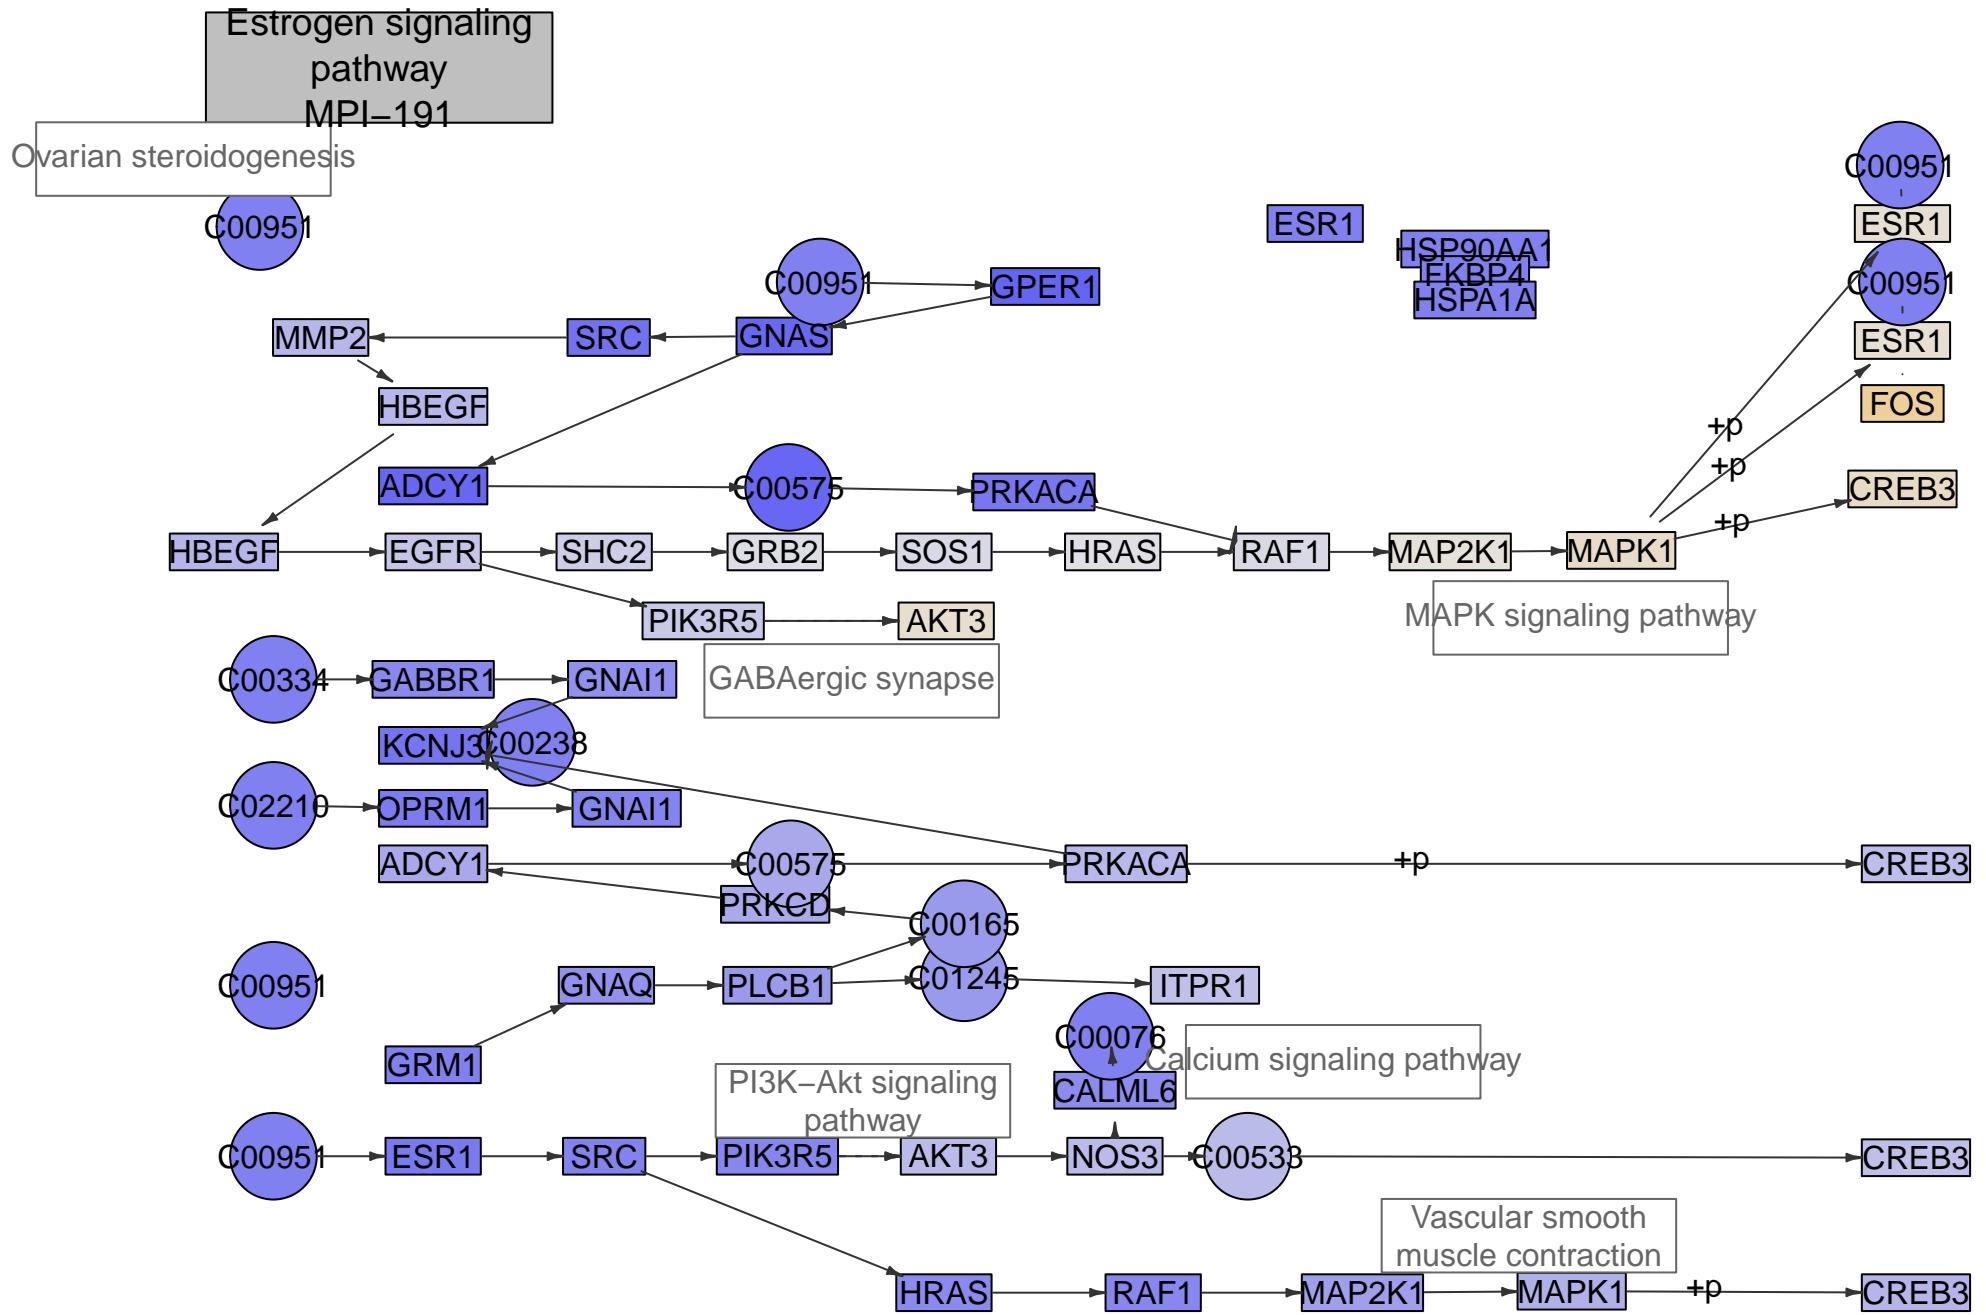 Estrogen signaling
pathway
MPI−191
Ovarian steroidogenesis
C00951
C00951
ESR1
C00951
ESR1
HSP90AA1
FKBP4
HSPA1A
C00951
GPER1
C00951
MMP2
SRC
GNAS
ESR1
HBEGF
FOS
+p
+p
ADCY1
C00575
PRKACA
CREB3
+p
HBEGF
EGFR
SHC2
GRB2
SOS1
HRAS
RAF1
MAP2K1
MAPK1
PIK3R5
AKT3
MAPK signaling pathway
C00334
GABBR1
GNAI1
GABAergic synapse
KCNJ3
C00238
C02210
OPRM1
GNAI1
ADCY1
C00575
PRKACA
+p
CREB3
PRKCD
C00165
C00951
GNAQ
PLCB1
C01245
ITPR1
C00076
Calcium signaling pathway
GRM1
CALML6
PI3K−Akt signaling
pathway
C00951
ESR1
SRC
PIK3R5
AKT3
NOS3
C00533
CREB3
Vascular smooth
muscle contraction
HRAS
RAF1
MAP2K1
MAPK1
+p
CREB3